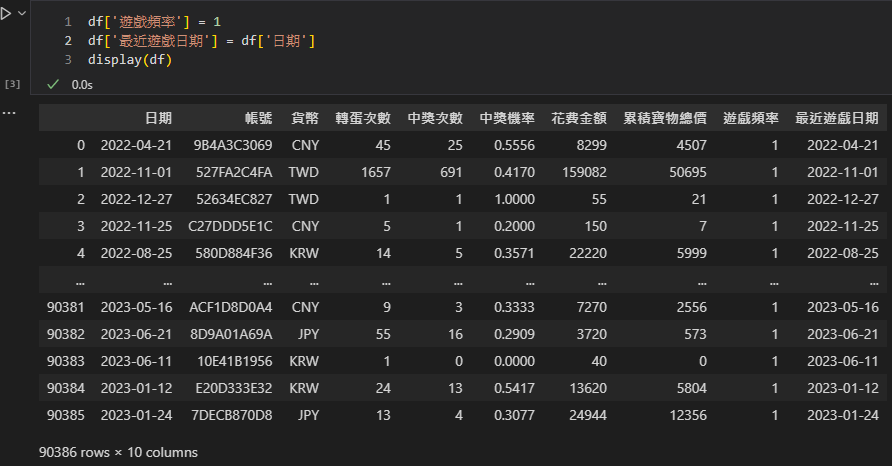 1 df['遊戲頻率'] = 1
2 df['最近遊戲日期'] = df['日期']
3 display(df)
[3] 0.0s
...
日期 帳號 貨幣 轉蛋次數 中獎次數 中獎機率 花費金額 累積寶物總價 遊戲頻率 最近遊戲日期
0 2022-04-21 9B4A3C3069 CNY 45 25 0.5556 8299 4507 1 2022-04-21
1 2022-11-01 527FA2C4FA TWD 1657 691 0.4170 159082 50695 1 2022-11-01
2 2022-12-27 52634EC827 TWD 1 1 1.0000 55 21 1 2022-12-27
3 2022-11-25 C27DDD5E1C CNY 5 1 0.2000 150 7 1 2022-11-25
4 2022-08-25 580D884F36 KRW 14 5 0.3571 22220 5999 1 2022-08-25
... ... ... ... ... ... ... ... ... ... ...
90381 2023-05-16 ACF1D8D0A4 CNY 9 3 0.3333 7270 2556 1 2023-05-16
90382 2023-06-21 8D9A01A69A JPY 55 16 0.2909 3720 573 1 2023-06-21
90383 2023-06-11 10E41B1956 KRW 1 0 0.0000 40 0 1 2023-06-11
90384 2023-01-12 E20D333E32 KRW 24 13 0.5417 13620 5804 1 2023-01-12
90385 2023-01-24 7DECB870D8 JPY 13 4 0.3077 24944 12356 1 2023-01-24
90386 rows × 10 columns